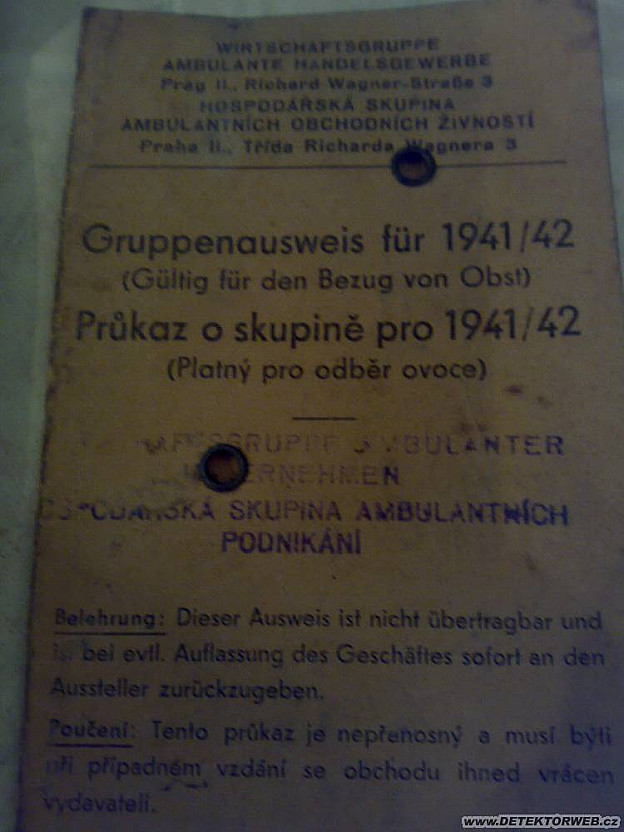 WIRTSCHAFTSGRUPPE
AMBULANTE HANDELSGEWERBE
Prag II., Richard Wagner-Straße 3
HOSPODÁŘSKÁ SKUPINA
AMBULANTNÍCH OBCHODNÍCH ŽIVNOSTÍ
Praha II., Třída Richarda Wagnera 3
Gruppenausweis für 1941/42
(Gültig für den Bezug von Obst)
Průkaz o skupině pro 1941/42
(Platný pro odběr ovoce)
AMBULANTER
SKUPINA AMBULANTNÍCH
PODNIKÁNÍ
Belehrung: Dieser Ausweis ist nicht übertragbar und
bei evtl. Auflassung des Geschäftes sofort an den
Aussteller zurückzugeben.
Poučení: Tento průkaz je nepřenosný a musí býti
při případném vzdání se obchodu ihned vrácen
vydavateli.
WWW.DETEKTORWEB.CZ